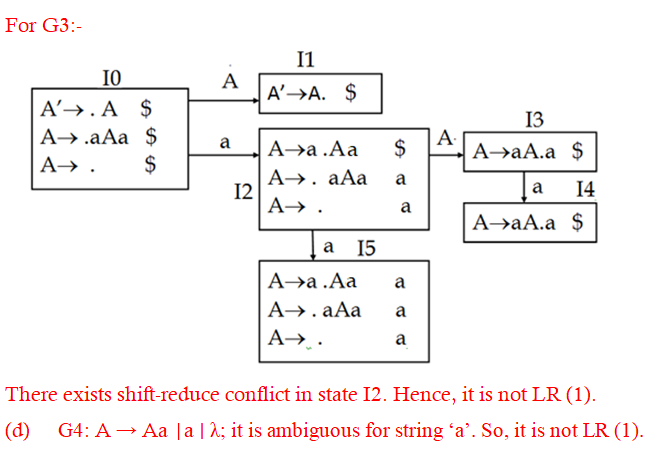 For G3:-
I1
I0
A
A′→A. $
A′→. A $
A→ .aAa $
A→ . $
I3
a
A→a .Aa $
A
A→aA.a $
I2
A→. aAa a
a I4
A→ . a
A→aA.a $
a I5
A→a .Aa a
A→. aAa a
A→ . a
There exists shift-reduce conflict in state I2. Hence, it is not LR (1).
(d) G4: A → Aa |a | λ; it is ambiguous for string ‘a’. So, it is not LR (1).